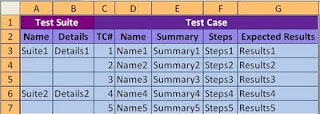 A B C D E F G
1 Test Suite Test Case
2 Name Details TC# Name Summary Steps Expected Results
3 Suite1 Details1 1 Name1 Summary1 Steps1 Results1
4 2 Name2 Summary2 Steps2 Results2
5 3 Name3 Summary3 Steps3 Results3
6 Suite2 Details2 4 Name4 Summary4 Steps4 Results4
7 5 Name5 Summary5 Steps5 Results5